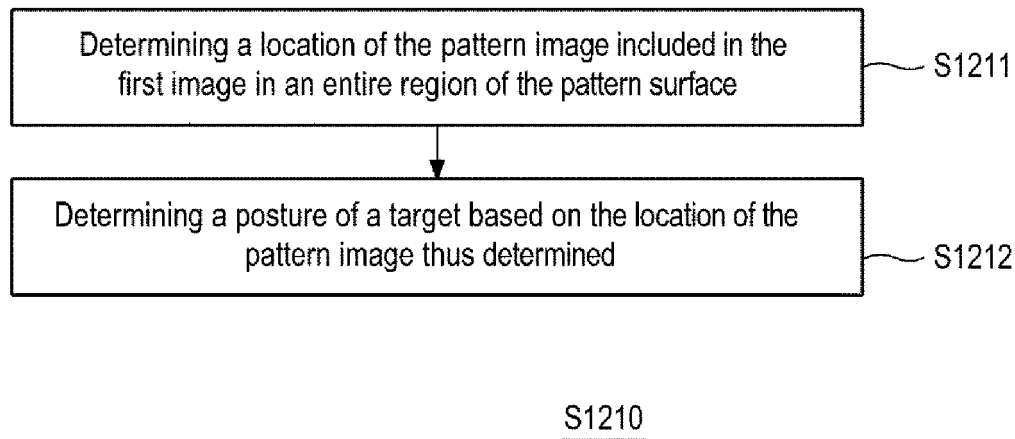 Determining a location of the pattern image included in the
first image in an entire region of the pattern surface
S1211
Determining a posture of a target based on the location of the
pattern image thus determined
S1212
S1210